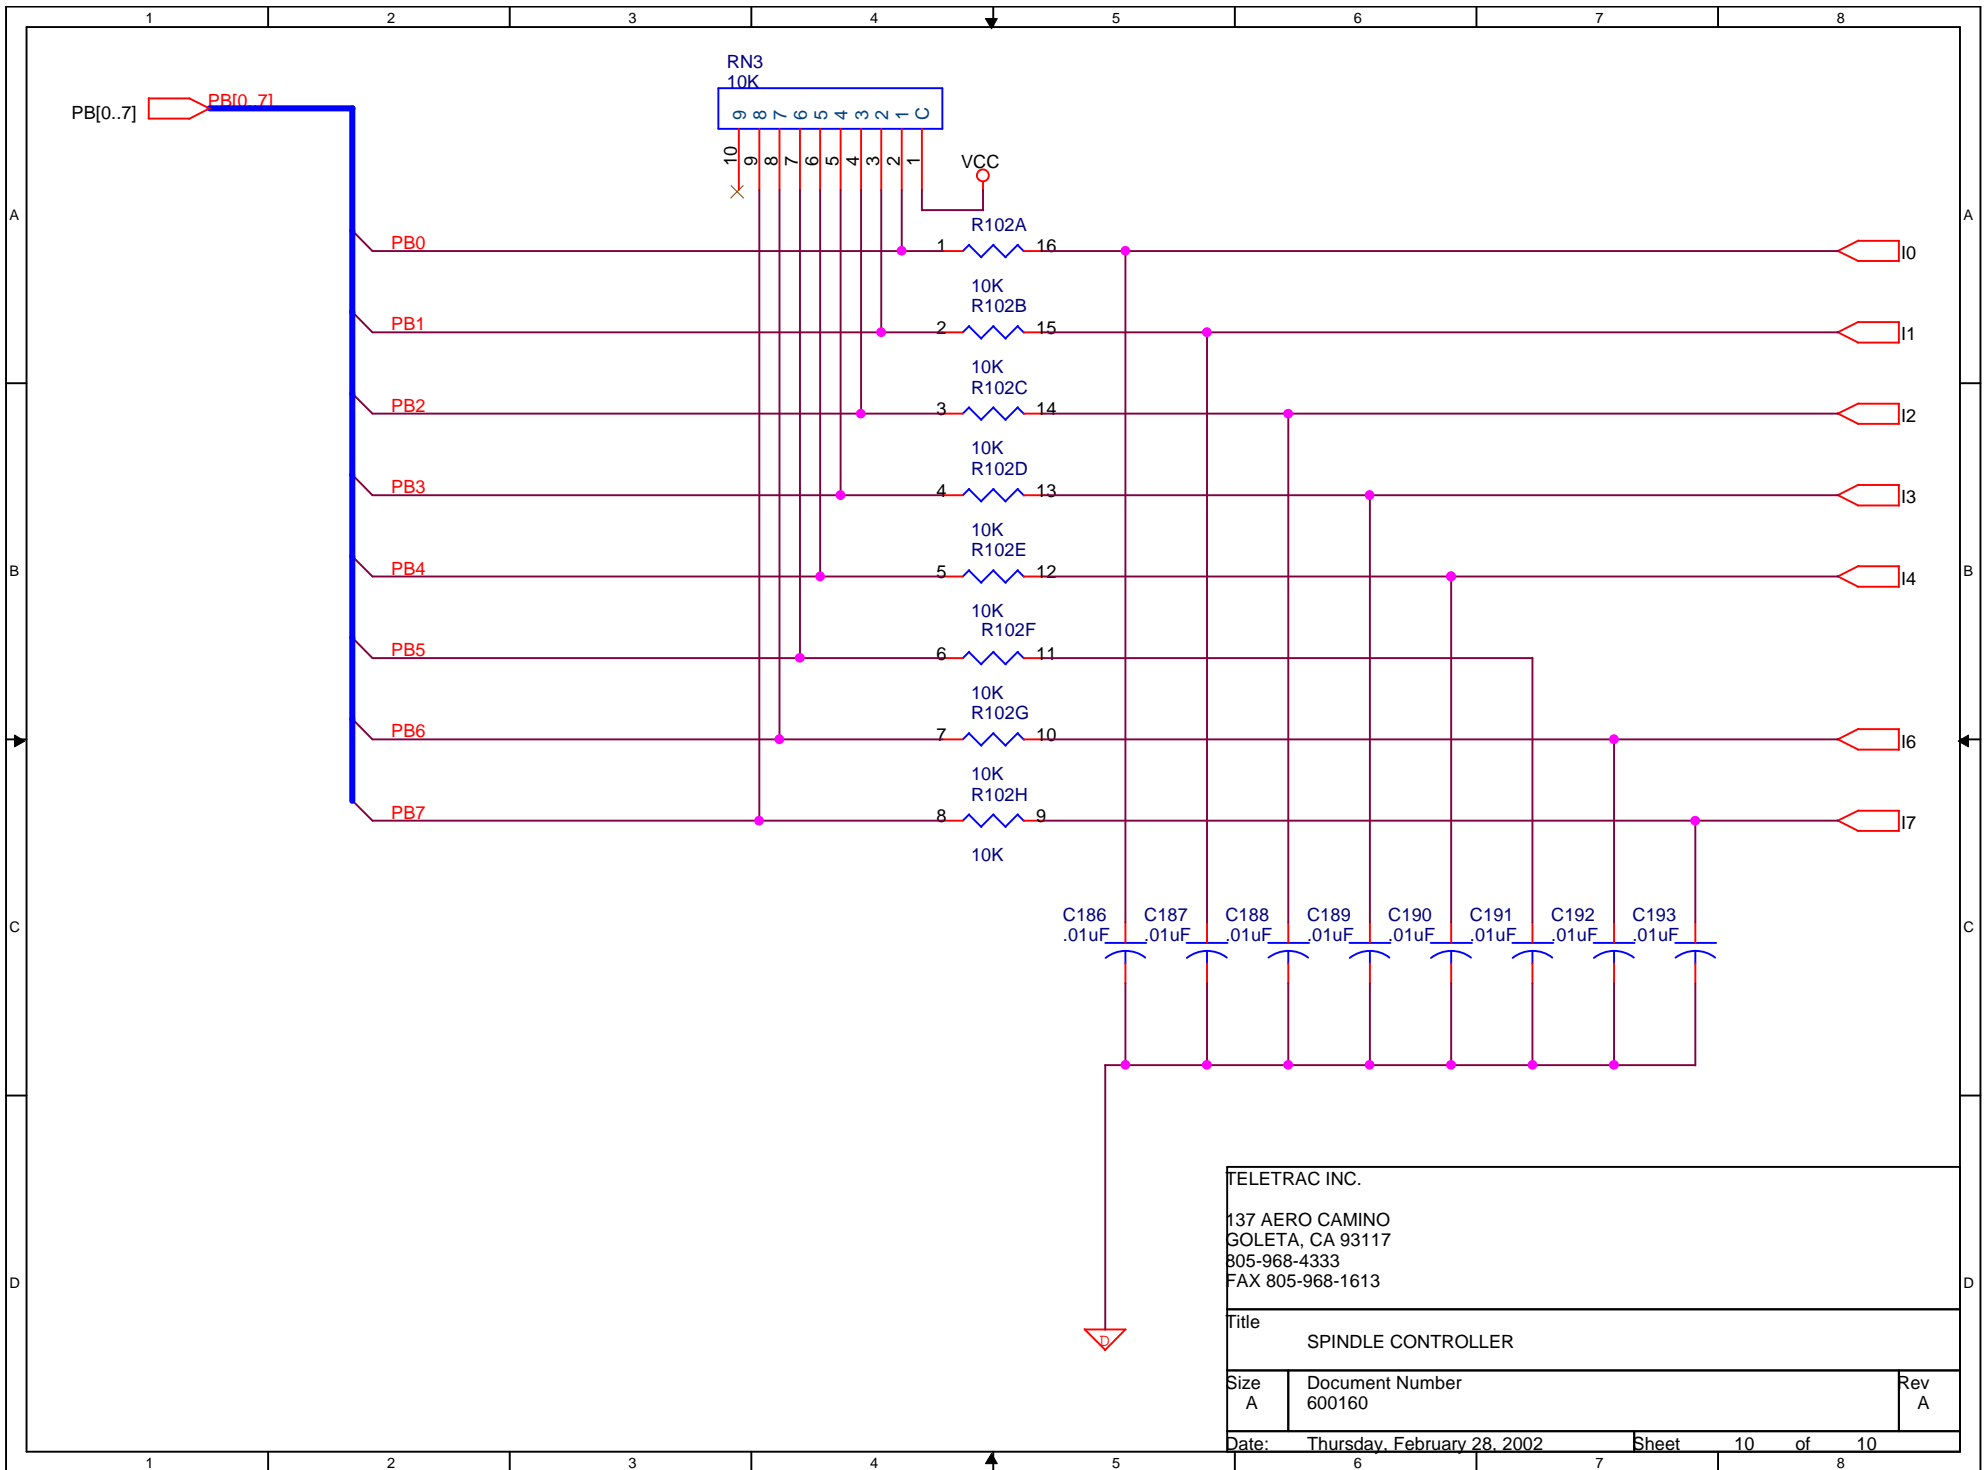 1 2 3 4 5 6 7 8
RN3
10K
PB[0..7] PB[0..7]
9 8 7 6 5 4 3 2 1 C
10 9 8 7 6 5 4 3 2 1
VCC
A A
R102A
PB0 1 16 I0
10K
R102B
PB1 2 15 I1
10K
R102C
PB2 3 14 I2
10K
R102D
PB3 4 13 I3
10K
R102E
B PB4 5 12 I4 B
10K
R102F
PB5 6 11
10K
R102G
PB6 7 10 I6
10K
R102H
PB7 8 9 I7
10K
C186 C187 C188 C189 C190 C191 C192 C193
C C
.01uF .01uF .01uF .01uF .01uF .01uF .01uF .01uF
TELETRAC INC.
137 AERO CAMINO
GOLETA, CA 93117
805-968-4333
FAX 805-968-1613
D D
D
Title
SPINDLE CONTROLLER
Size Document Number Rev
A 600160 A
Date: Thursday, February 28, 2002 Sheet 10 of 10
1 2 3 4 5 6 7 8